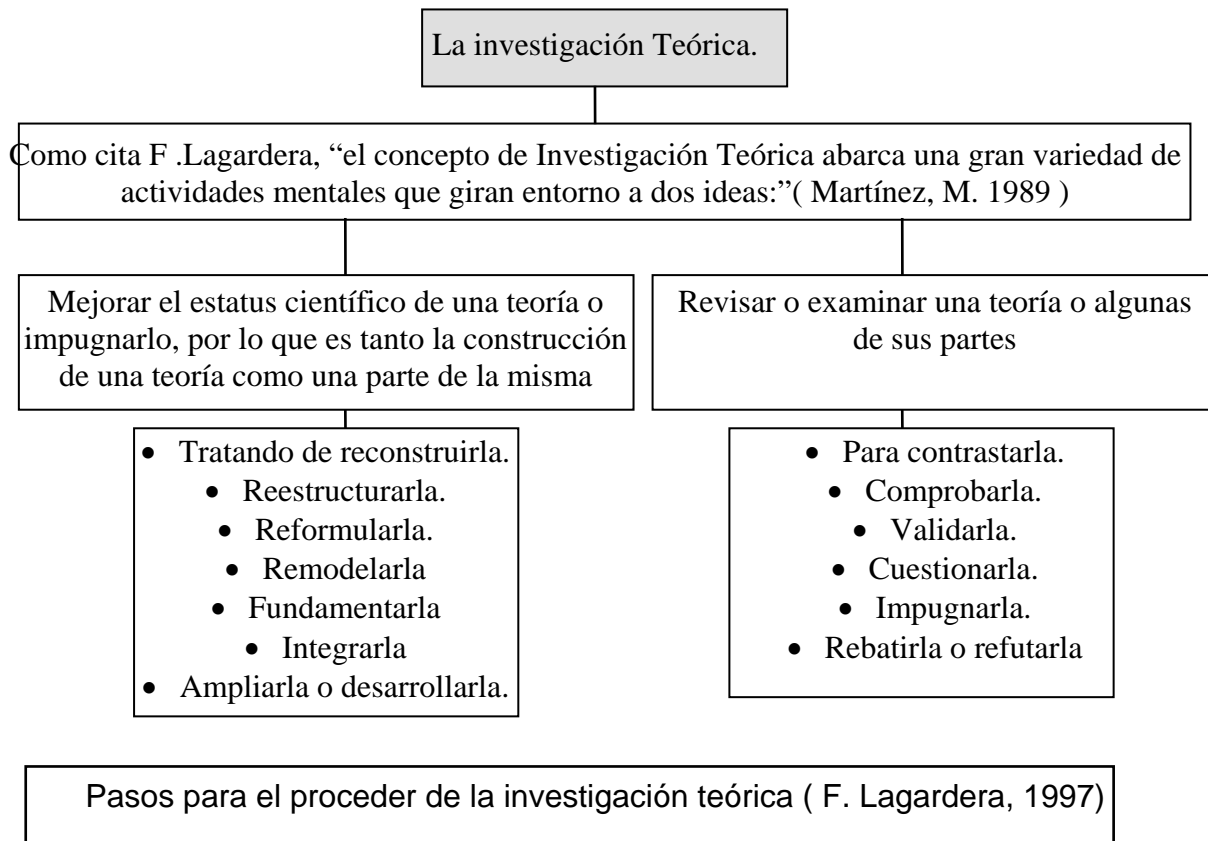 La investigación Teórica.
Como cita F .Lagardera, “el concepto de Investigación Teórica abarca una gran variedad de
actividades mentales que giran entorno a dos ideas:”( Martínez, M. 1989 )
Mejorar el estatus científico de una teoría o
impugnarlo, por lo que es tanto la construcción
de una teoría como una parte de la misma
• Tratando de reconstruirla.
• Reestructurarla.
• Reformularla.
• Remodelarla
• Fundamentarla
• Integrarla
• Ampliarla o desarrollarla.
Revisar o examinar una teoría o algunas
de sus partes
• Para contrastarla.
• Comprobarla.
• Validarla.
• Cuestionarla.
• Impugnarla.
• Rebatirla o refutarla
Pasos para el proceder de la investigación teórica ( F. Lagardera, 1997)